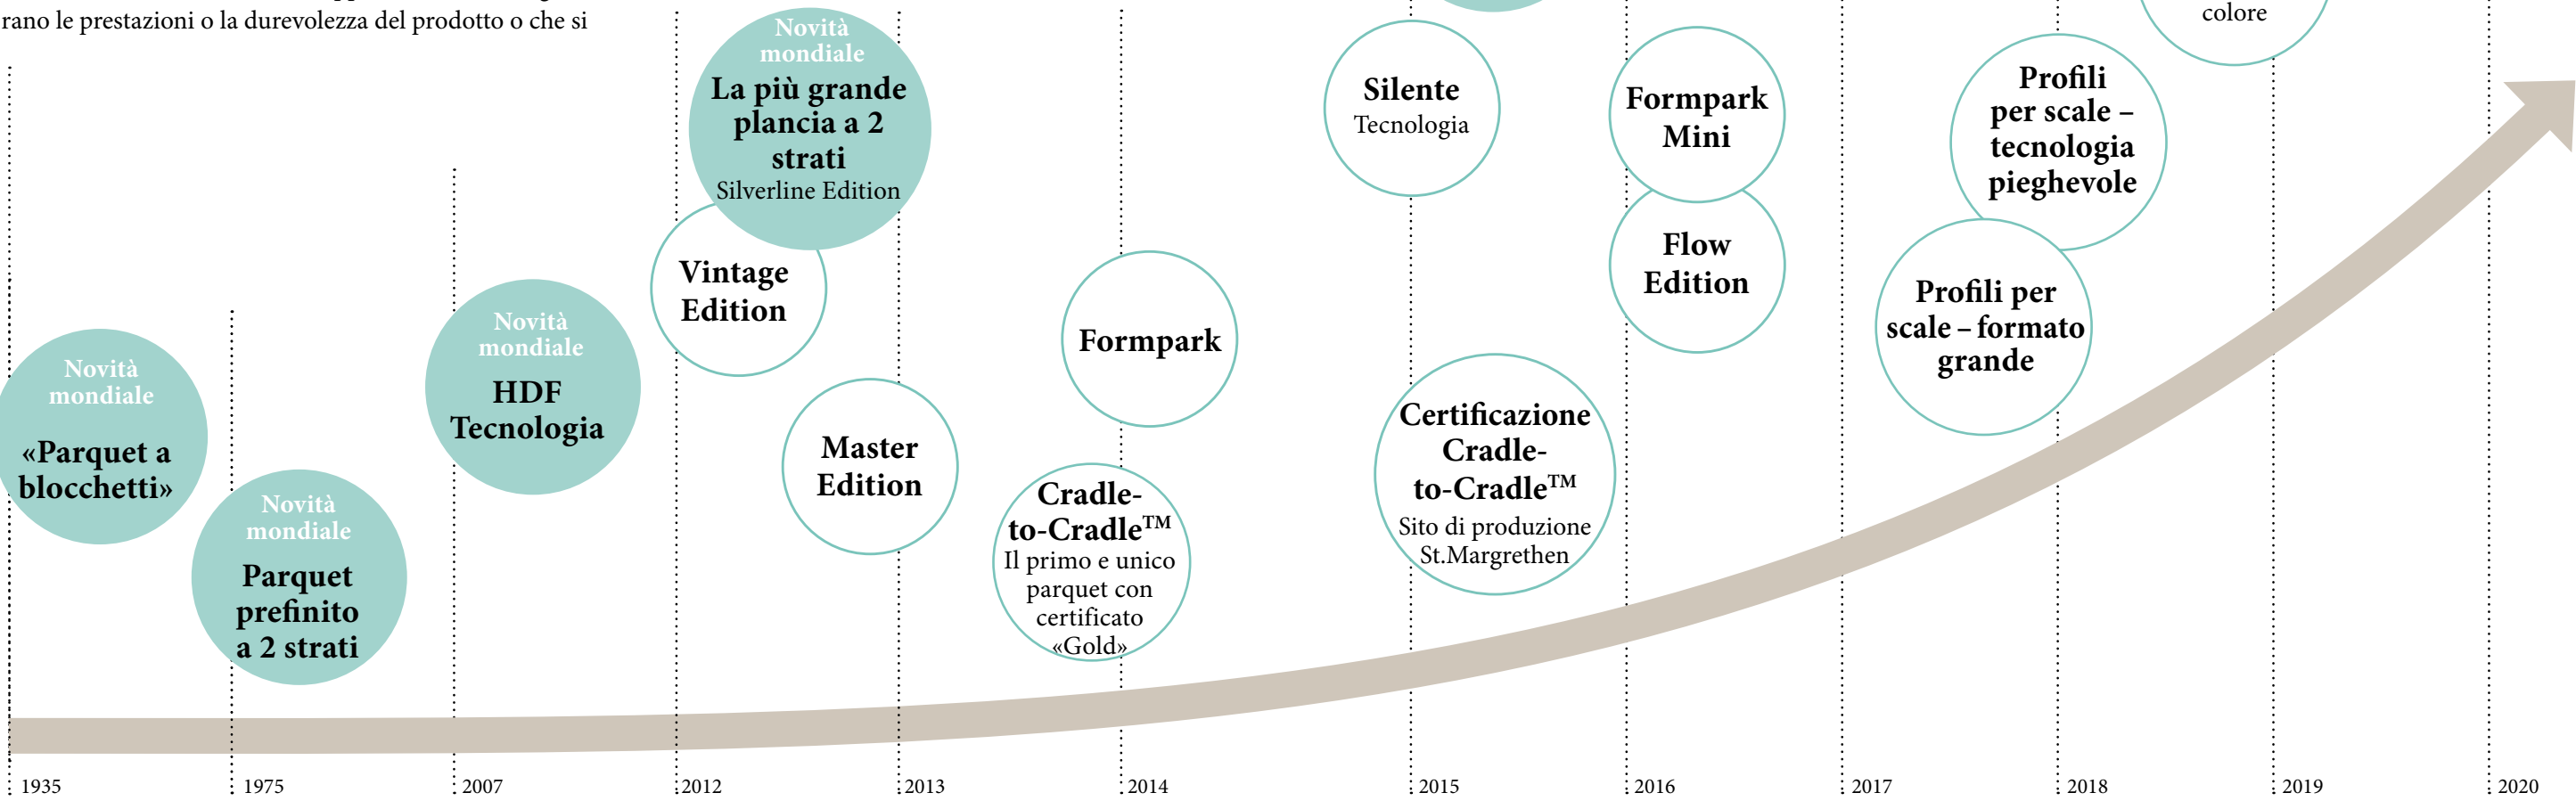 rano le prestazioni o la durevolezza del prodotto o che si
Novità
mondiale
«Parquet a
blocchetti»
Novità
mondiale
Parquet
prefinito
a 2 strati
Novità
mondiale
HDF
Tecnologia
Novità
mondiale
La più grande
plancia a 2
strati
Silverline Edition
Vintage
Edition
Master
Edition
Formpark
Cradle-
to-Cradle™
Il primo e unico
parquet con
certificato
«Gold»
Silente
Tecnologia
Certificazione
Cradle-
to-Cradle™
Sito di produzione
St.Margrethen
Formpark
Mini
Flow
Edition
Profili
per scale –
tecnologia
pieghevole
Profili per
scale – formato
grande
colore
1935
1975
2007
2012
2013
2014
2015
2016
2017
2018
2019
2020